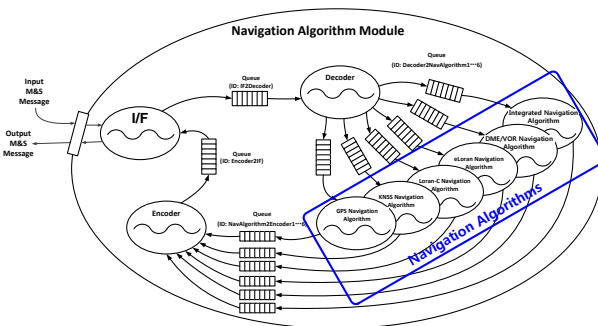 Navigation Algorithm Module
Queue
(ID: Decoder2NavAlgorithm1···6)
Decoder
Queue
(ID: IF2Decoder)
Input
M&S
Message
I/F
Output
M&S
Message
Integrated Navigation
Algorithm
DME/VOR Navigation
Algorithm
eLoran Navigation
Algorithm
Loran-C Navigation
Algorithm
KNSS Navigation
Algorithm
GPS Navigation
Algorithm
Queue
(ID: Encoder2IF)
Encoder
Queue
(ID: NavAlgorithm2Encoder1···6)
Navigation Algorithms